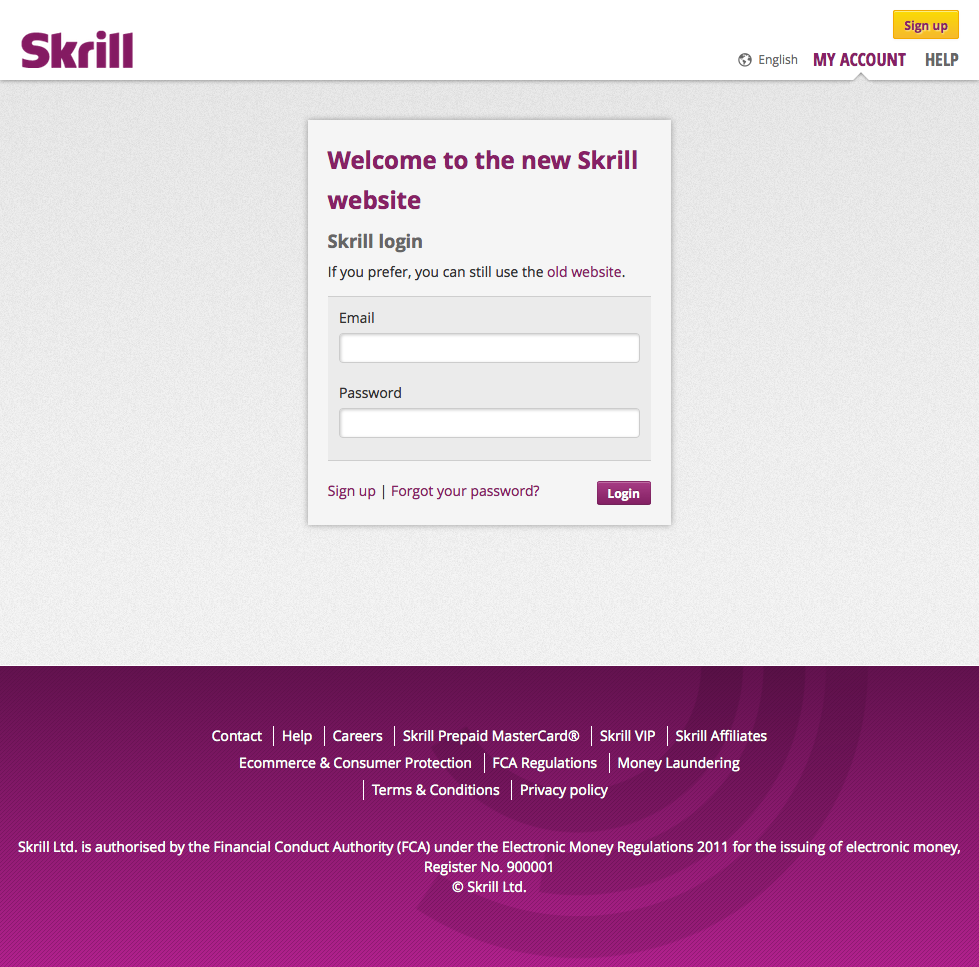 Sign up
Skrill
English MY ACCOUNT HELP
Welcome to the new Skrill
website
Skrill login
If you prefer, you can still use the old website.
Email
Password
Sign up | Forgot your password? Login
Contact Help Careers Skrill Prepaid MasterCard® Skrill VIP Skrill Affiliates
Ecommerce & Consumer Protection FCA Regulations Money Laundering
Terms & Conditions Privacy policy
Skrill Ltd. is authorised by the Financial Conduct Authority (FCA) under the Electronic Money Regulations 2011 for the issuing of electronic money,
Register No. 900001
© Skrill Ltd.